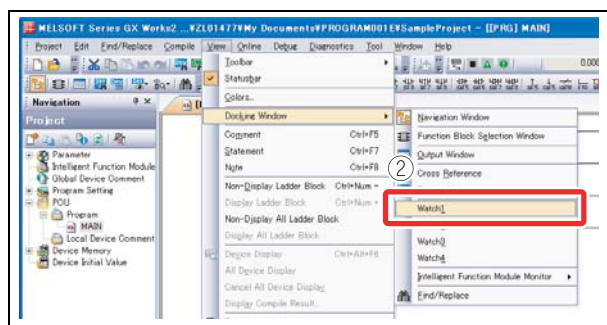 MELSOFT Series GX Works2 ...¥ZL01477¥My Documents¥PROGRAM001E¥SampleProject - [[PRG] MAIN]
Project Edit Find/Replace Compile View Online Debug Diagnostics Tool Window Help
Toolbar
0.000
Statusbar
Navigation
Colors...
Project
Docking Window
Navigation Window
Comment Ctrl+F5
Function Block Selection Window
Parameter
Statement Ctrl+F7
Output Window
Intelligent Function Module
Note Ctrl+F8
②
Cross Reference
Global Device Comment
Program Setting
Non-Display Ladder Block Ctrl+Num -
POU
Display Ladder Block Ctrl+Num +
Watch1
Program
Non-Display All Ladder Block
MAIN
Display All Ladder Block
Watch3
Local Device Comment
Device Memory
Device Display Ctrl+Alt+F6
Watch4
Device Initial Value
All Device Display
Intelligent Function Module Monitor
Cancel All Device Display
Find/Replace
Display Compile Result...